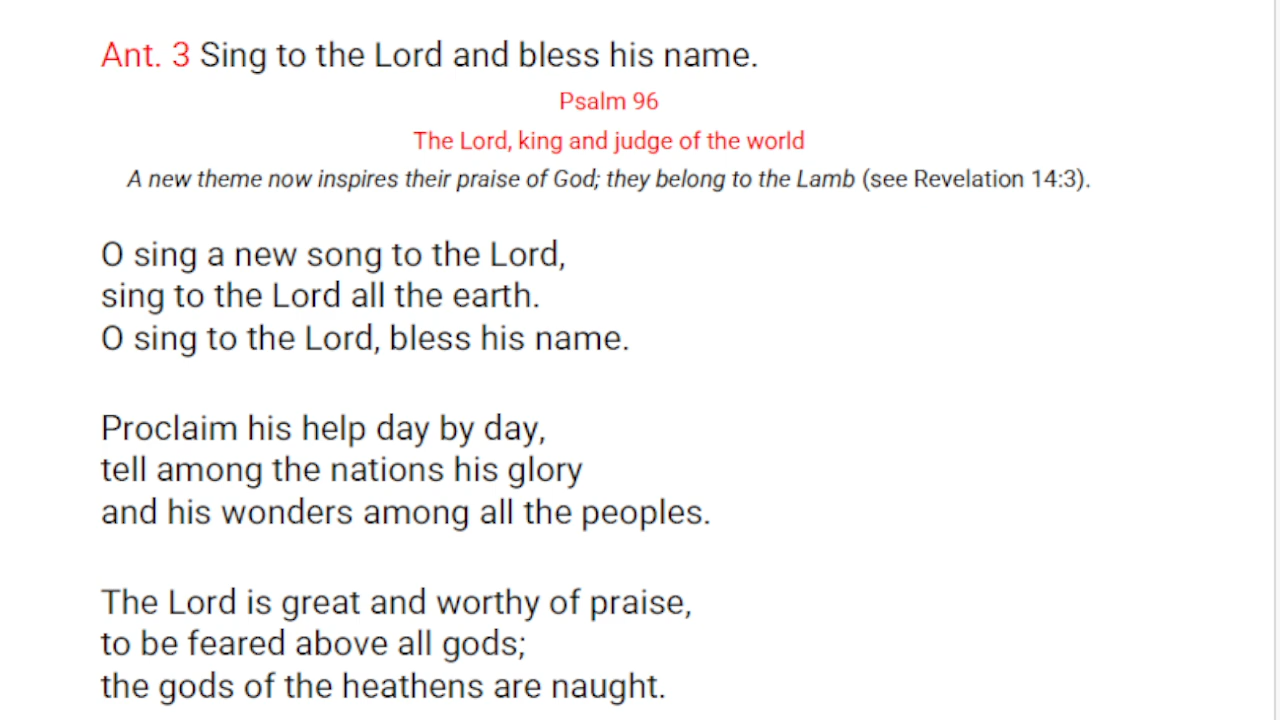 Ant. 3 Sing to the Lord and bless his name.
Psalm 96
The Lord, king and judge of the world
A new theme now inspires their praise of God; they belong to the Lamb (see Revelation 14:3).
O sing a new song to the Lord,
sing to the Lord all the earth.
O sing to the Lord, bless his name.
Proclaim his help day by day,
tell among the nations his glory
and his wonders among all the peoples.
The Lord is great and worthy of praise,
to be feared above all gods;
the gods of the heathens are naught.